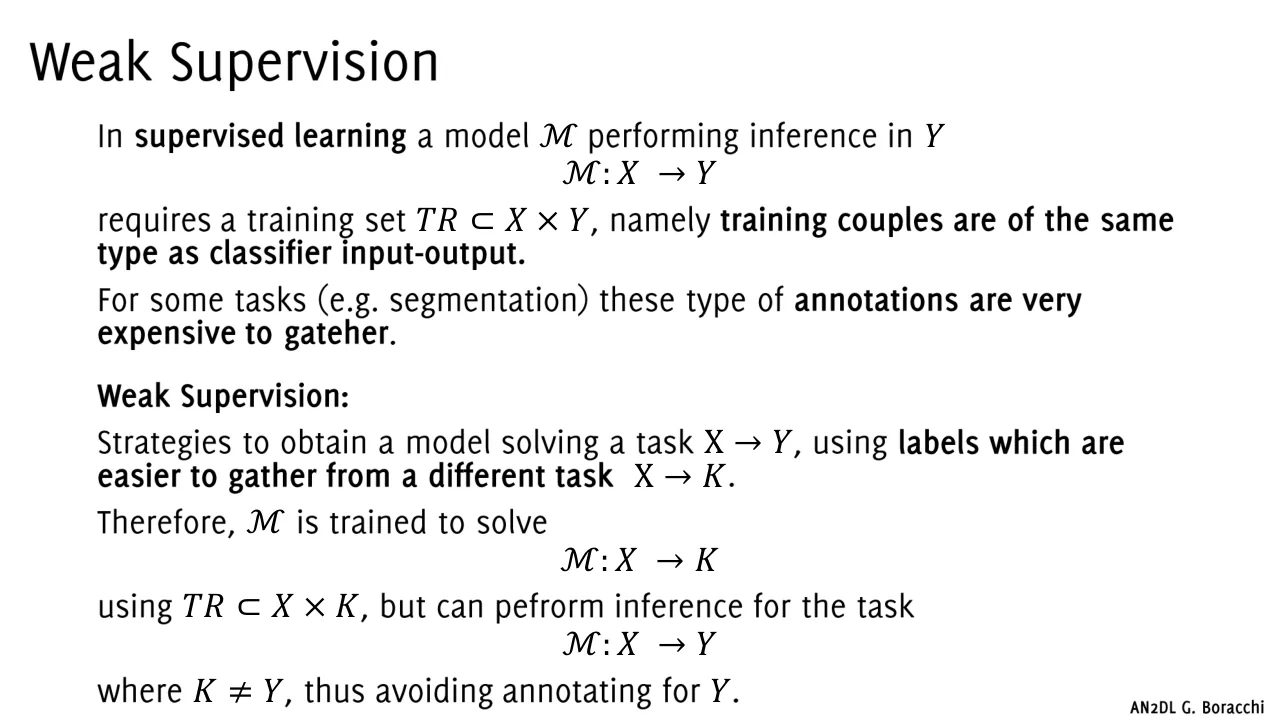 Weak Supervision
In supervised learning a model ℳ performing inference in Y
ℳ: X → Y
requires a training set TR ⊂ X × Y, namely training couples are of the same
type as classifier input-output.
For some tasks (e.g. segmentation) these type of annotations are very
expensive to gateher.
Weak Supervision:
Strategies to obtain a model solving a task X → Y, using labels which are
easier to gather from a different task X → K.
Therefore, ℳ is trained to solve
ℳ: X → K
using TR ⊂ X × K, but can pefrorm inference for the task
ℳ: X → Y
where K ≠ Y, thus avoiding annotating for Y.
AN2DL G. Boracchi